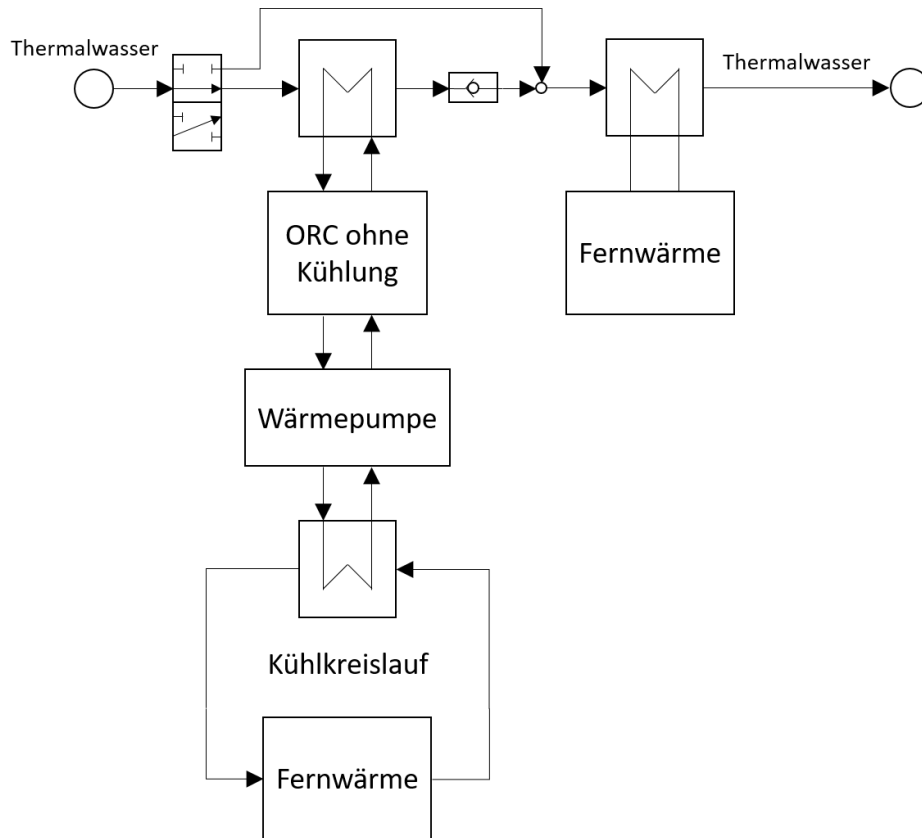 Thermalwasser
Thermalwasser
ORC ohne
Kühlung
Fernwärme
Wärmepumpe
Kühlkreislauf
Fernwärme